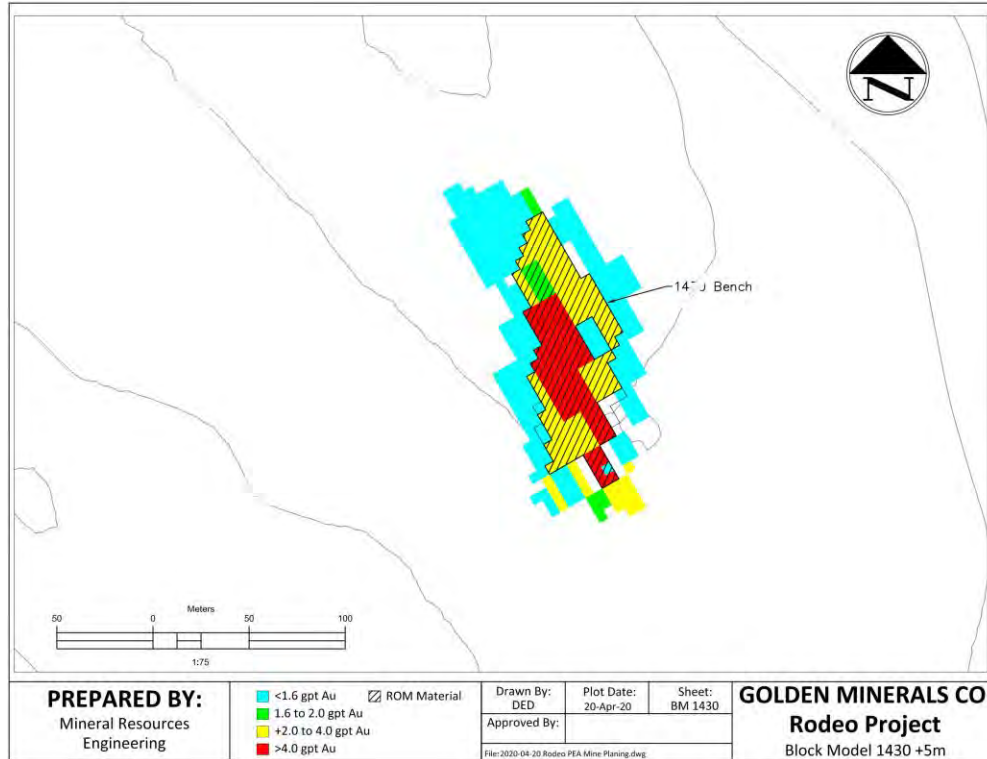 N
Bench
Meters
50 0 50 100
1:75
PREPARED BY:
Mineral Resources
Engineering
<1.6 gpt Au
1.6 to 2.0 gpt Au
+2.0 to 4.0 gpt Au
>4.0 gpt Au
ROM Material
Drawn By:
DED
Plot Date:
20-Apr-20
Sheet:
BM 1430
Approved By:
File:2020-04-20 Rodeo PEA Mine Planing.dwg
GOLDEN MINERALS CO
Rodeo Project
Block Model 1430 +5m